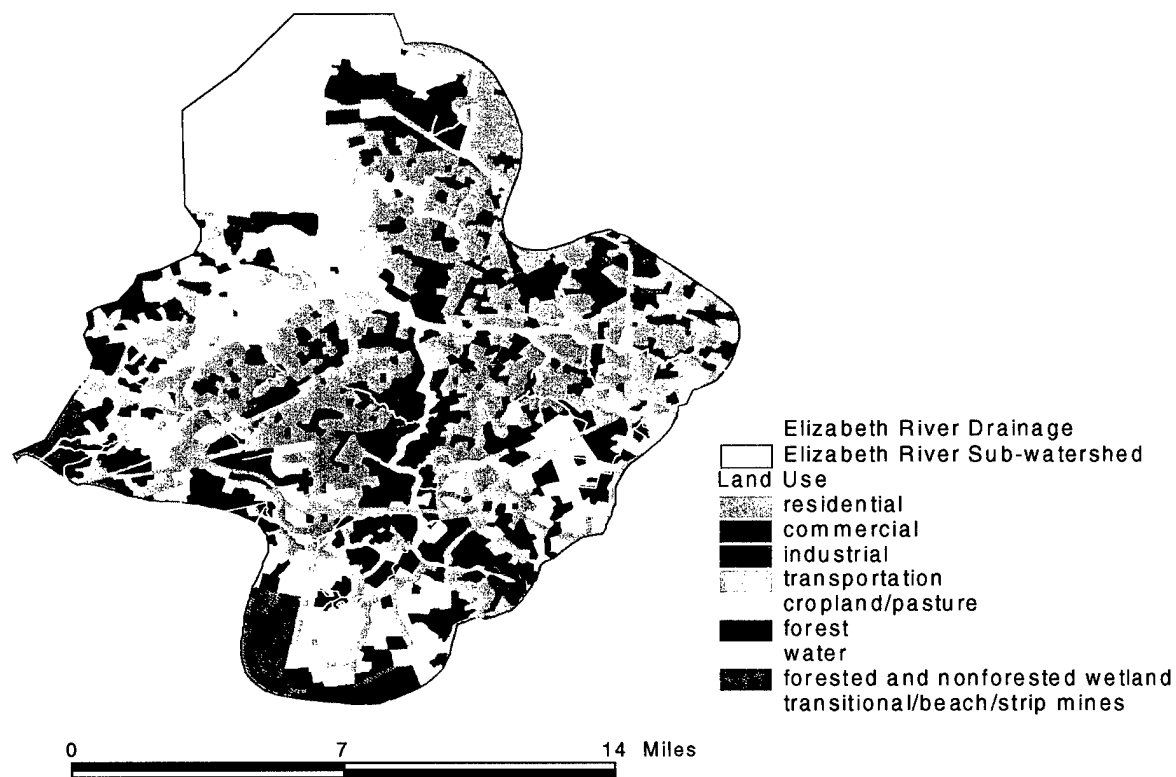 Elizabeth River Drainage
Elizabeth River Sub-watershed
Land Use
residential
commercial
industrial
transportation
cropland/pasture
forest
water
forested and nonforested wetland
transitional/beach/strip mines
0 7 14 Miles